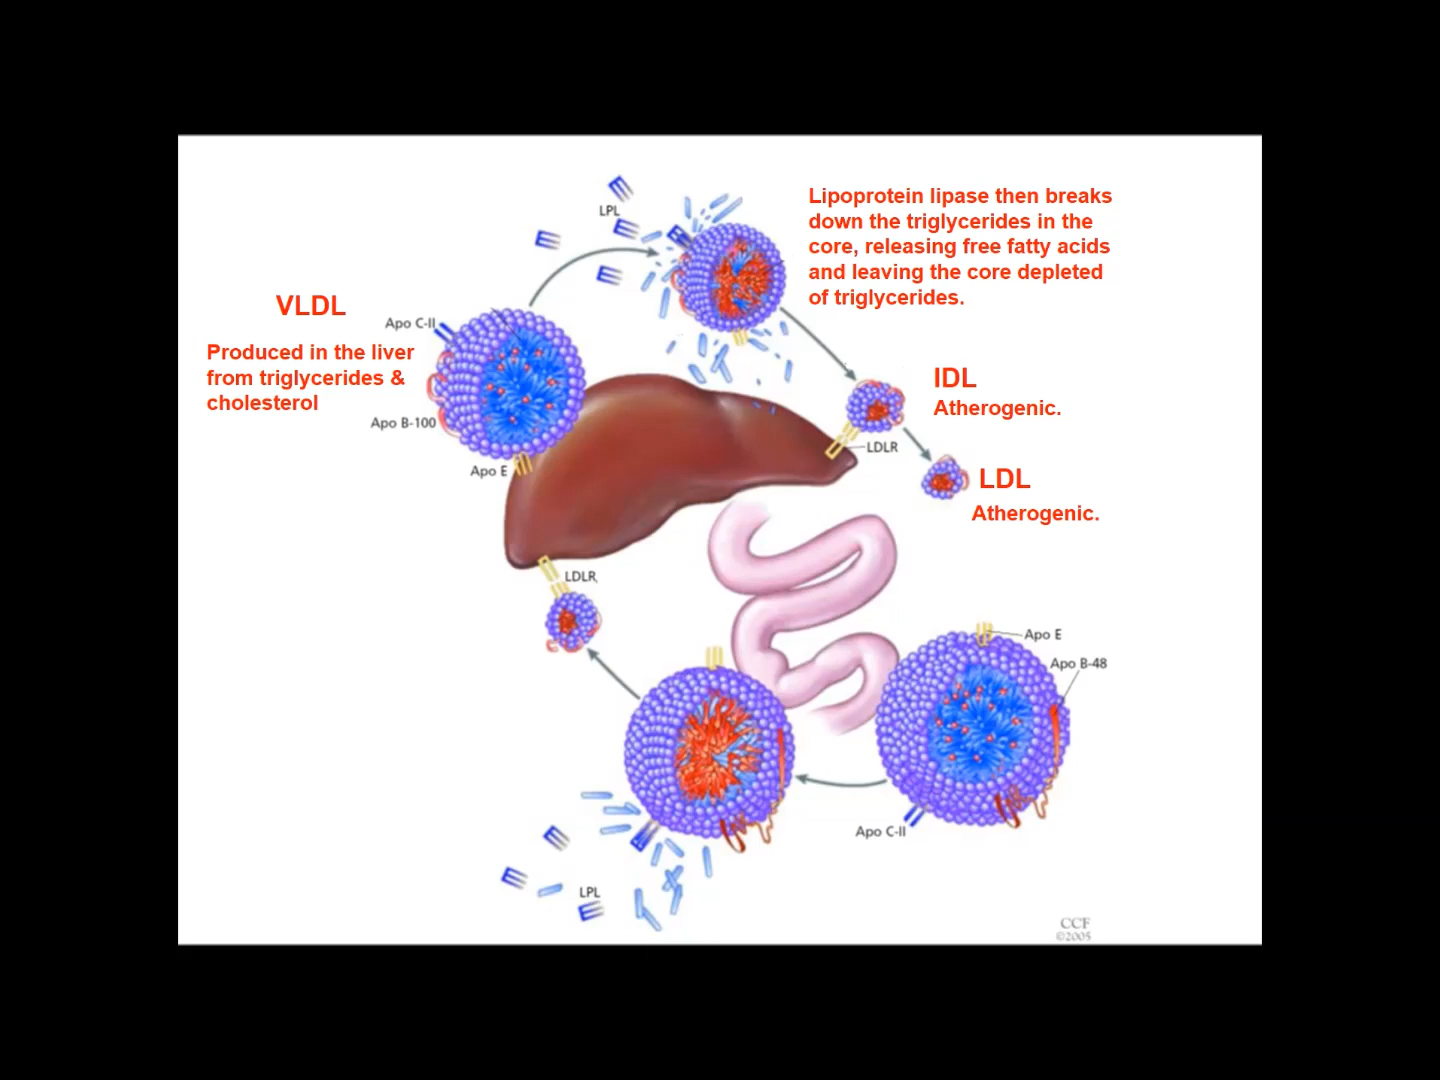 LPL
Lipoprotein lipase then breaks
down the triglycerides in the
core, releasing free fatty acids
and leaving the core depleted
of triglycerides.
VLDL
Apo C-II
Produced in the liver
from triglycerides &
cholesterol
Apo B-100
Apo E
IDL
Atherogenic.
LDLR
LDL
Atherogenic.
LDLR
Apo E
Apo B-48
Apo C-II
LPL
CCF
©2005